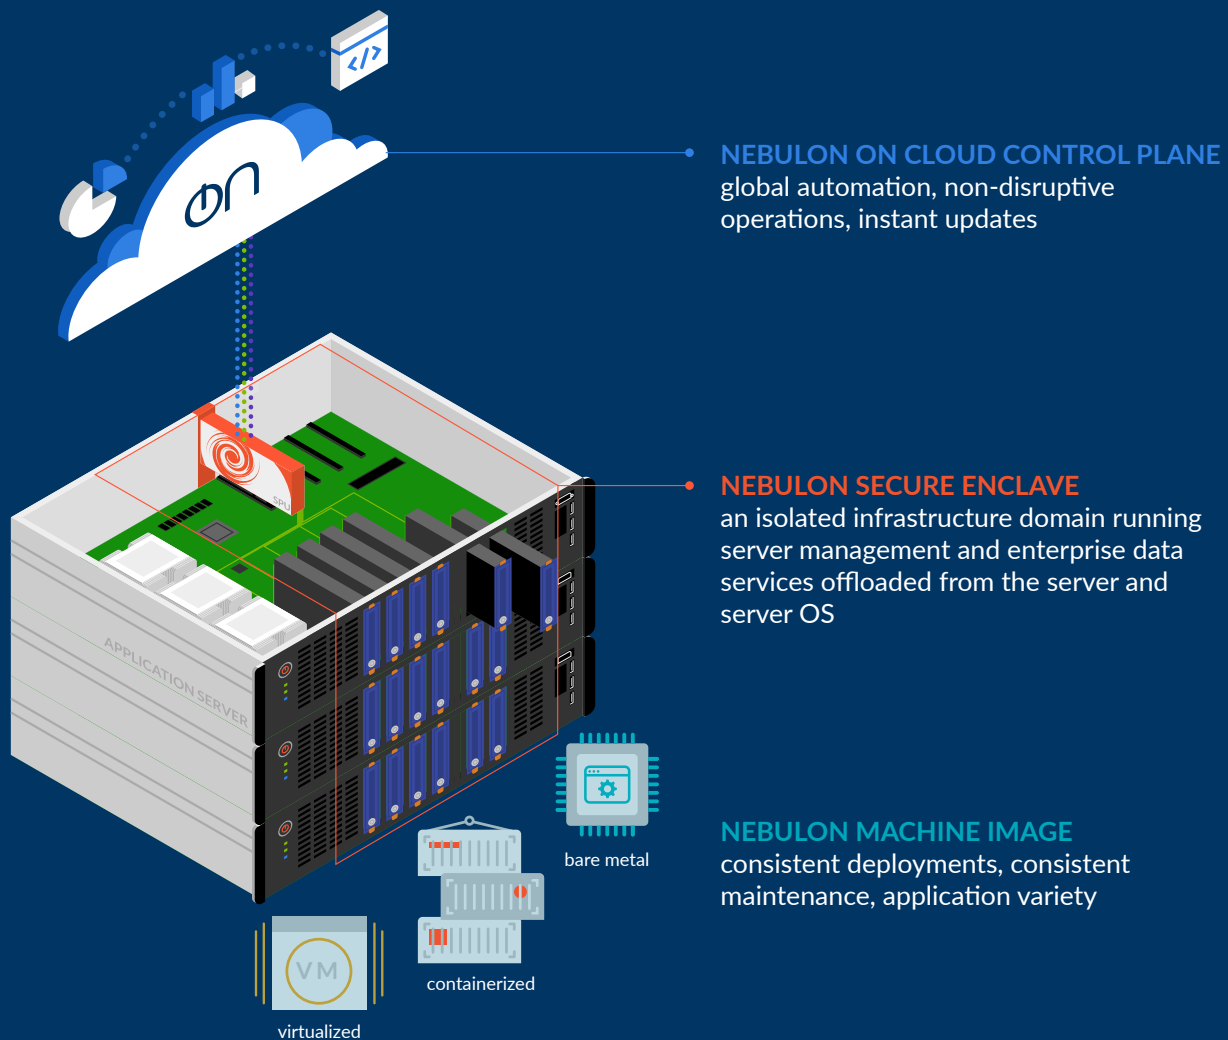 </>
on
NEBULON ON CLOUD CONTROL PLANE
global automation, non-disruptive
operations, instant updates
SPU
NEBULON SECURE ENCLAVE
an isolated infrastructure domain running
server management and enterprise data
services offloaded from the server and
server OS
APPLICATION SERVER
bare metal
NEBULON MACHINE IMAGE
consistent deployments, consistent
maintenance, application variety
containerized
VM
virtualized